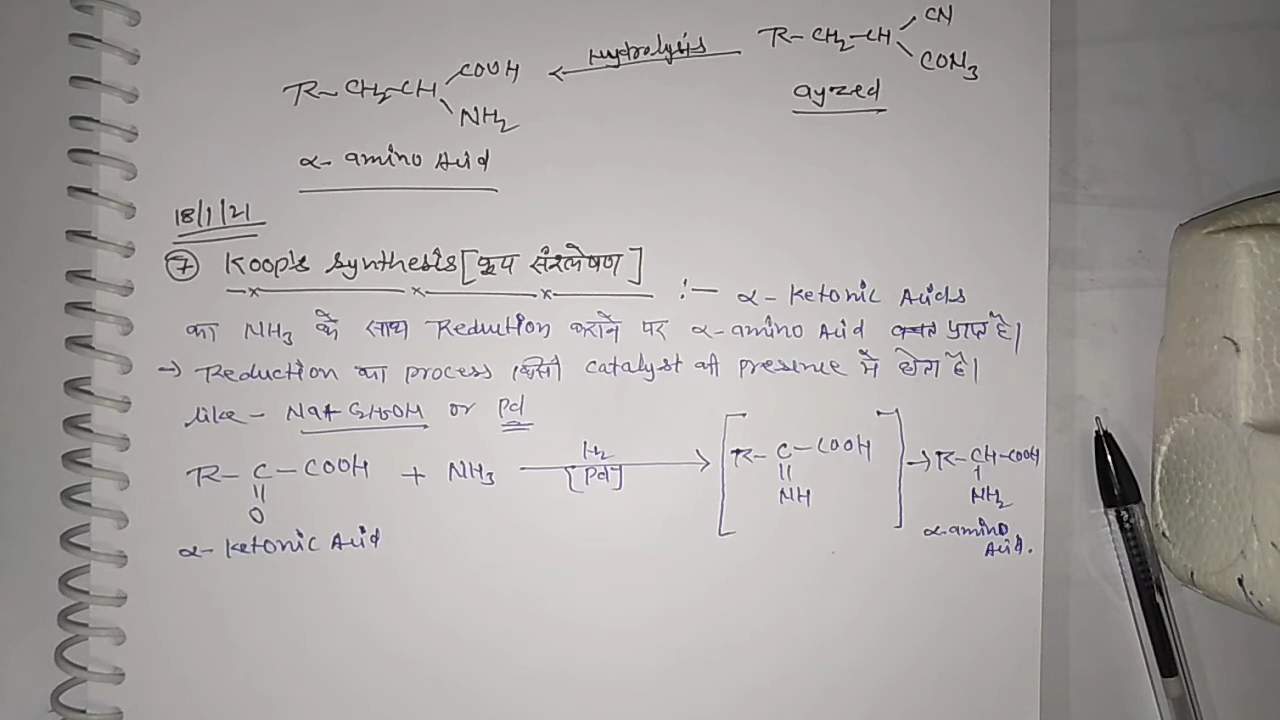 R-CH2-CH
CN
CON3
ayzed
Hydrolysis
R-CH2-CH
COOH
NH2
α- amino Acid
18/1/21
⑦ Koop's synthesis [कूप संश्लेषण] :- α-Ketonic Acids
का NH3 के साथ Reduction कराने पर α-amino Acid प्राप्त है।
→ Reduction का process किसी catalyst की presence में होता है।
like- Na+C2H5OH or Pd
R-C-COOH + NH3 H2 [Pd] → [R-C-COOH] → R-CH-COOH
|| || |
O NH NH2
α- Ketonic Acid
α-amino
Acid.